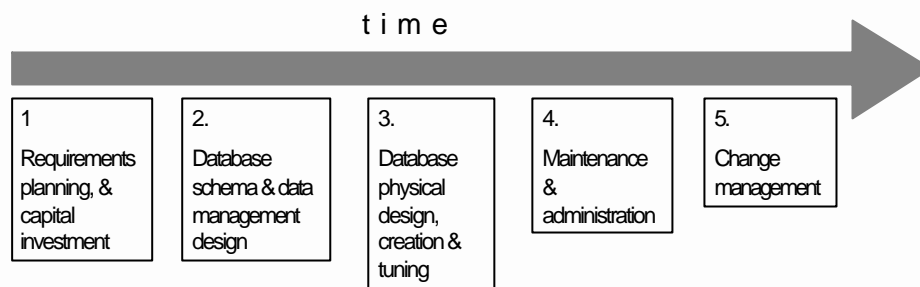 time
1
Requirements
planning, &
capital
investment
2.
Database
schema & data
management
design
3.
Database
physical
design,
creation &
tuning
4.
Maintenance
&
administration
5.
Change
management